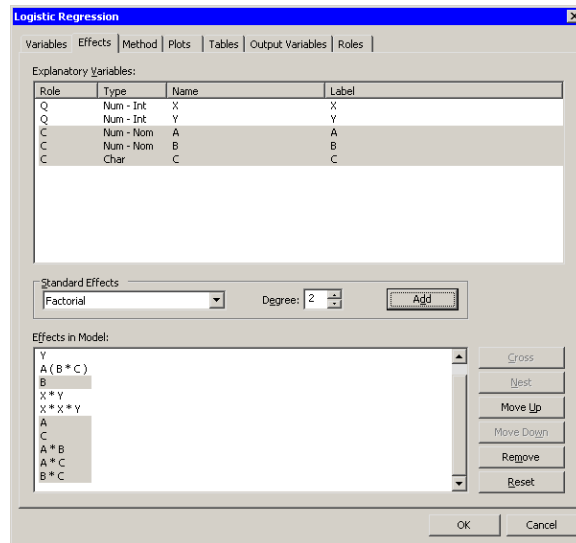 Logistic Regression
Variables Effects Method Plots Tables Output Variables Roles
Explanatory Variables:
Role Type Name Label
Q Num - Int X X
Q Num - Int Y Y
C Num - Nom A A
C Num - Nom B B
C Char C C
Standard Effects
Factorial Degree: 2 Add
Effects in Model:
Y
A(B*C)
B
X*Y
X*X*Y
A
C
A*B
A*C
B*C
Cross
Nest
Move Up
Move Down
Remove
Reset
OK Cancel